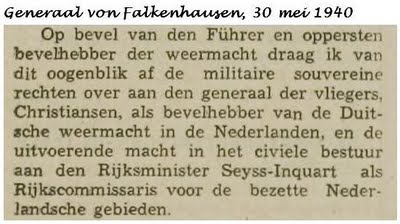 Generaal von Falkenhausen, 30 mei 1940
Op bevel van den Führer en oppersten
bevelhebber der weermacht draag ik van
dit oogenblik af de militaire souvereine
rechten over aan den generaal der vliegers,
Christiansen, als bevelhebber van de Duit-
sche weermacht in de Nederlanden, en de
uitvoerende macht in het civiele bestuur
aan den Rijksminister Seyss-Inquart als
Rijkscommissaris voor de bezette Neder-
landsche gebieden.